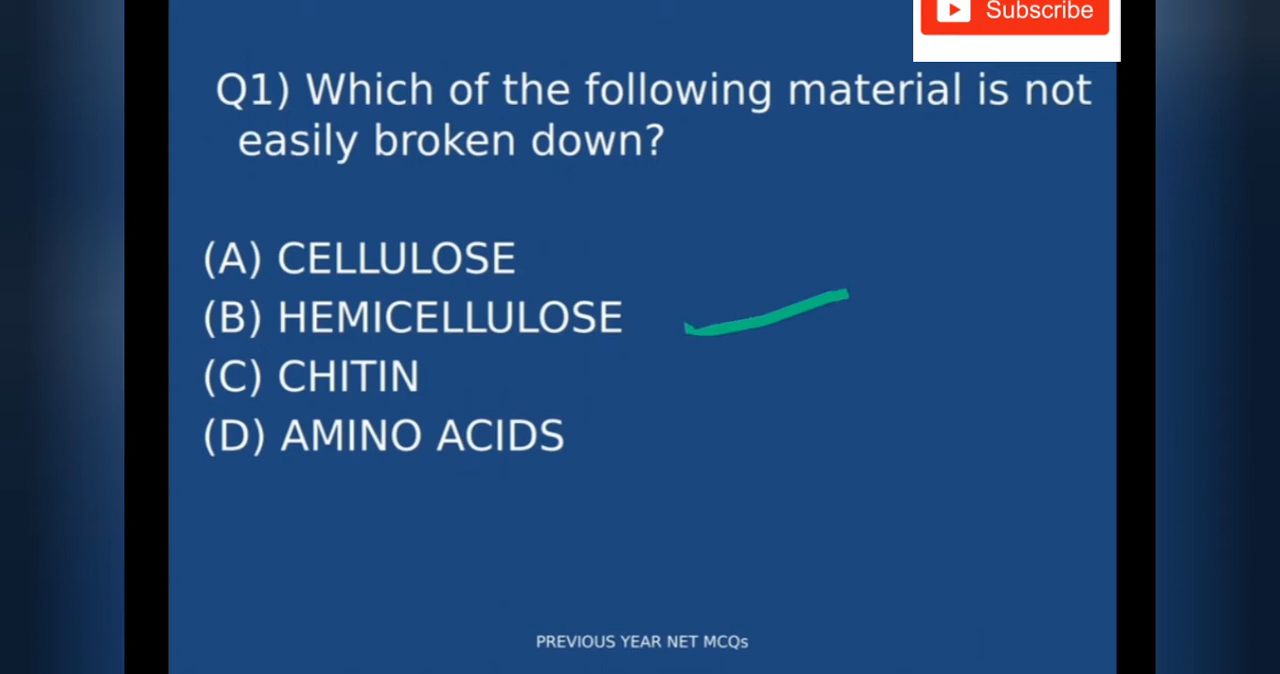 Subscribe
Q1) Which of the following material is not
easily broken down?
(A) CELLULOSE
(B) HEMICELLULOSE
(C) CHITIN
(D) AMINO ACIDS
PREVIOUS YEAR NET MCQs